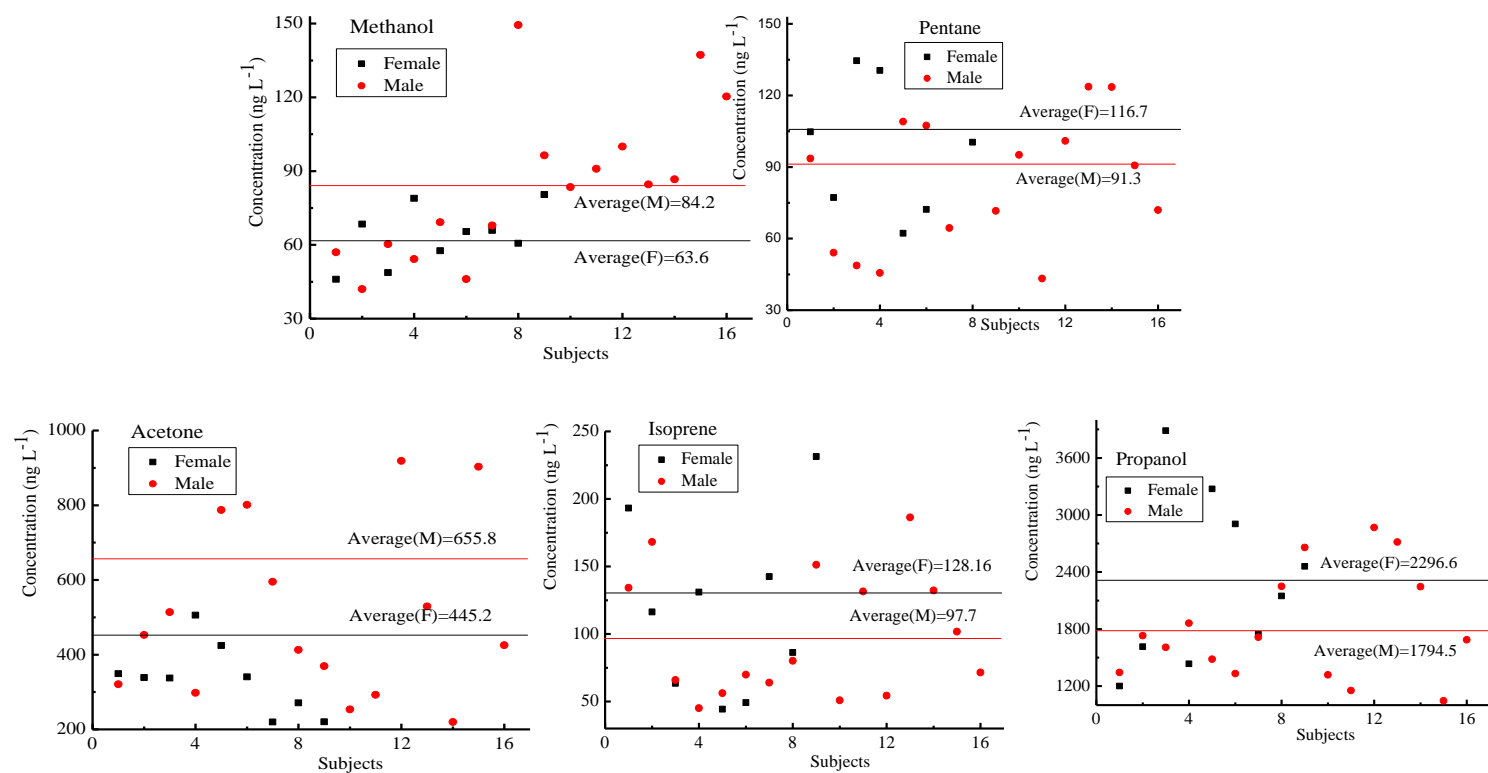 Methanol
Female
Male
Concentration (ng L⁻¹)
150
120
90
60
30
Average(M)=84.2
Average(F)=63.6
0 4 8 12 16
Subjects
Pentane
Female
Male
Concentration (ng L⁻¹)
150
120
90
60
30
Average(F)=116.7
Average(M)=91.3
0 4 8 12 16
Subjects
Acetone
Female
Male
Concentration (ng L⁻¹)
1000
800
600
400
200
Average(M)=655.8
Average(F)=445.2
0 4 8 12 16
Subjects
Isoprene
Female
Male
Concentration (ng L⁻¹)
250
200
150
100
50
Average(F)=128.16
Average(M)=97.7
0 4 8 12 16
Subjects
Propanol
Female
Male
Concentration (ng L⁻¹)
3600
3000
2400
1800
1200
Average(F)=2296.6
Average(M)=1794.5
0 4 8 12 16
Subjects